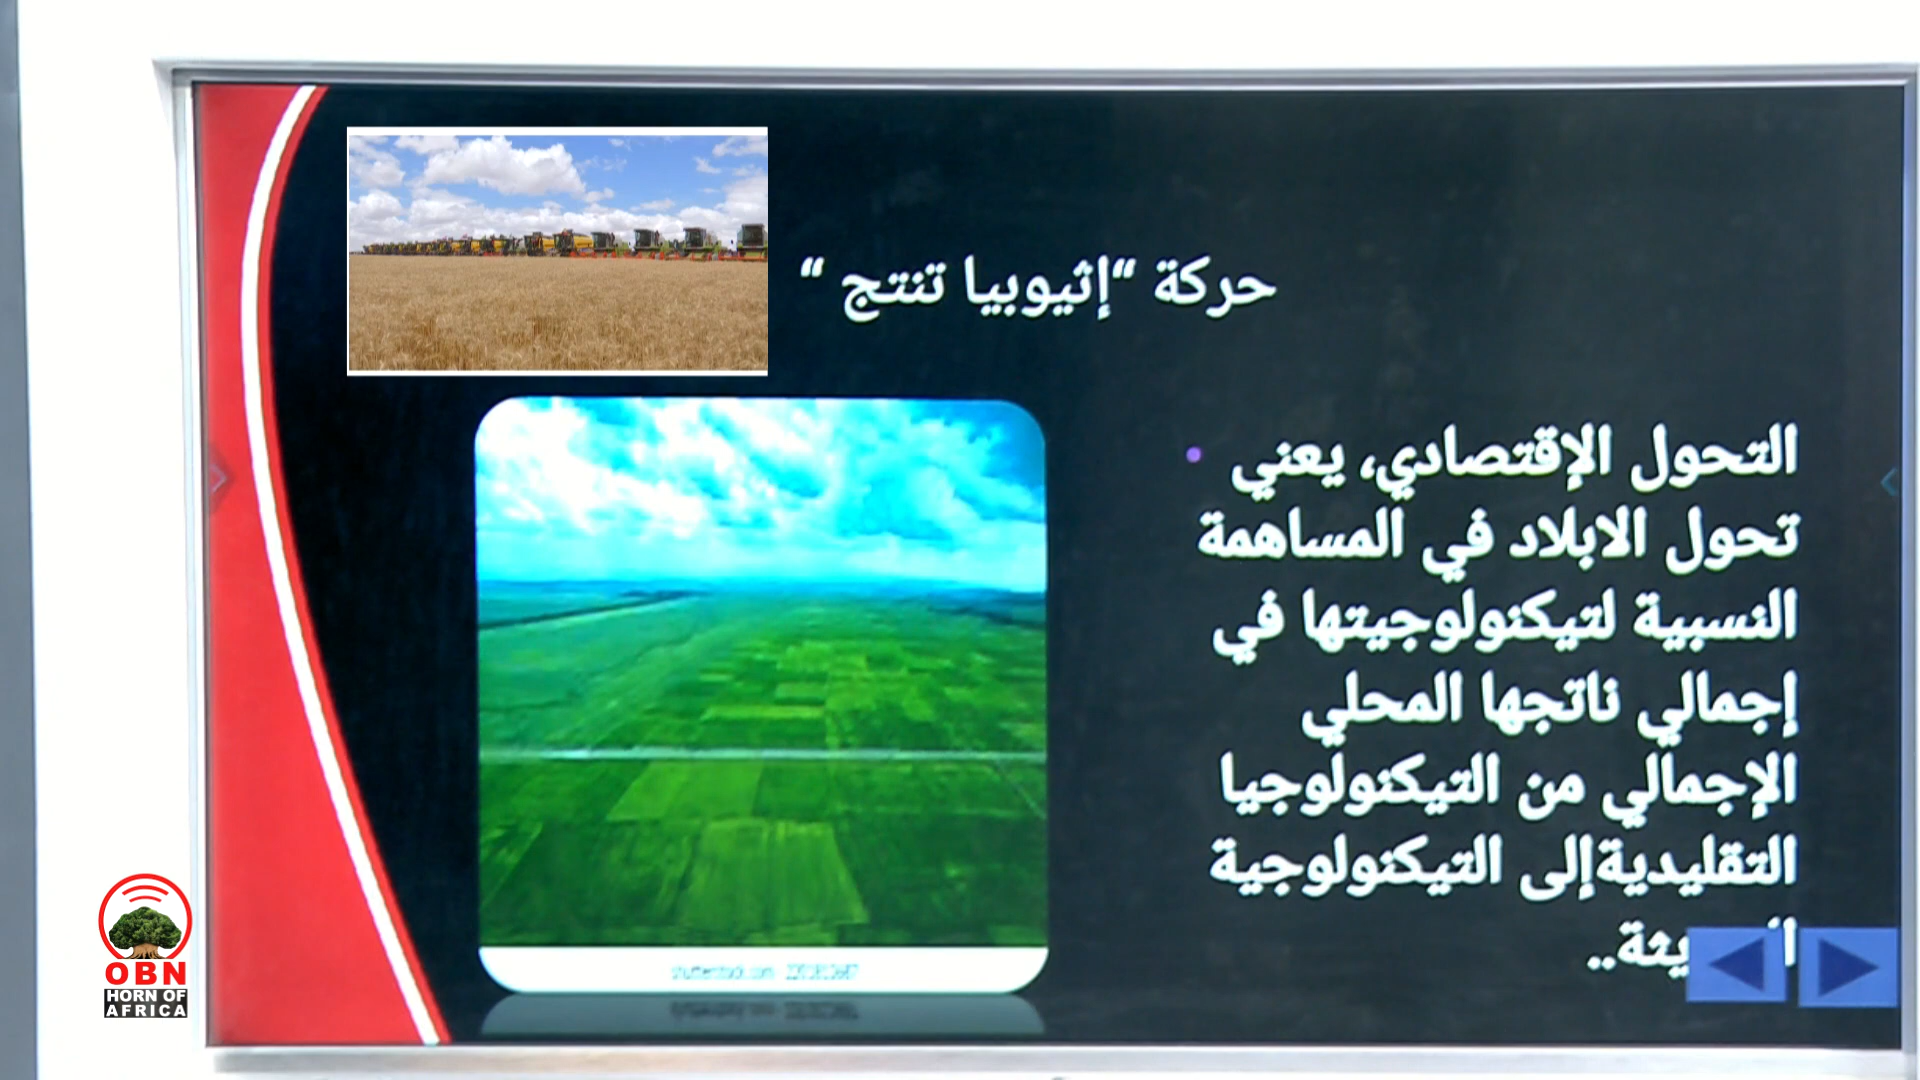 حركة “إثيوبيا تنتج “
التحول الإقتصادي، يعني
تحول الابلاد في المساهمة
النسبية لتيكنولوجيتها في
إجمالي ناتجها المحلي
الإجمالي من التيكنولوجيا
التقليديةإلى التيكنولوجية
OBN
HORN OF
AFRICA